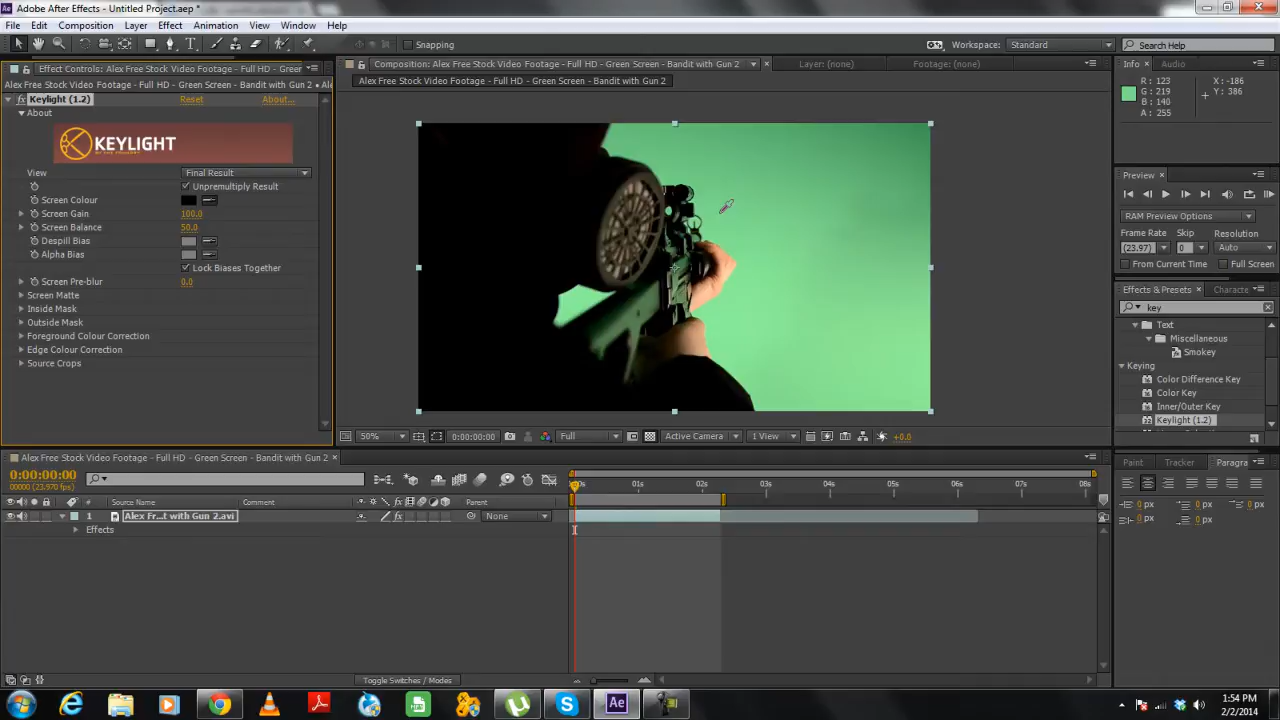 Adobe After Effects - Untitled Project.aep *
File Edit Composition Layer Effect Animation View Window Help
Snapping
Workspace: Standard
Search Help
Effect Controls: Alex Free Stock Video Footage - Full HD - Green
Alex Free Stock Video Footage - Full HD - Green Screen - Bandit with Gun 2 •
Keylight (1.2) Reset About...
About
KEYLIGHT
View Final Result
Unpremultiply Result
Screen Colour
Screen Gain 100.0
Screen Balance 50.0
Despill Bias
Alpha Bias
Lock Biases Together
Screen Pre-blur 0.0
Screen Matte
Inside Mask
Outside Mask
Foreground Colour Correction
Edge Colour Correction
Source Crops
Composition: Alex Free Stock Video Footage - Full HD - Green Screen - Bandit with Gun 2
Layer: (none)
Footage: (none)
Alex Free Stock Video Footage - Full HD - Green Screen - Bandit with Gun 2
50% 0:00:00:00 Full Active Camera 1 View +0.0
Info Audio
R: 123 X: -186
G: 219 Y: 386
B: 140
A: 255
Preview
RAM Preview Options
Frame Rate Skip Resolution
(23.97) 0 Auto
From Current Time Full Screen
Effects & Presets Characte
key
Text
Miscellaneous
Smokey
Keying
Color Difference Key
Color Key
Inner/Outer Key
Keylight (1.2)
Paint Tracker Paragra
0 px 0 px 0 px
0 px 0 px
Alex Free Stock Video Footage - Full HD - Green Screen - Bandit with Gun 2
0:00:00:00
00000 (23.976 fps)
# Source Name Comment Parent
1 Alex Fr...t with Gun 2.avi None
Effects
01s 02s 03s 04s 05s 06s 07s 08s
Toggle Switches / Modes
1:54 PM
2/2/2014